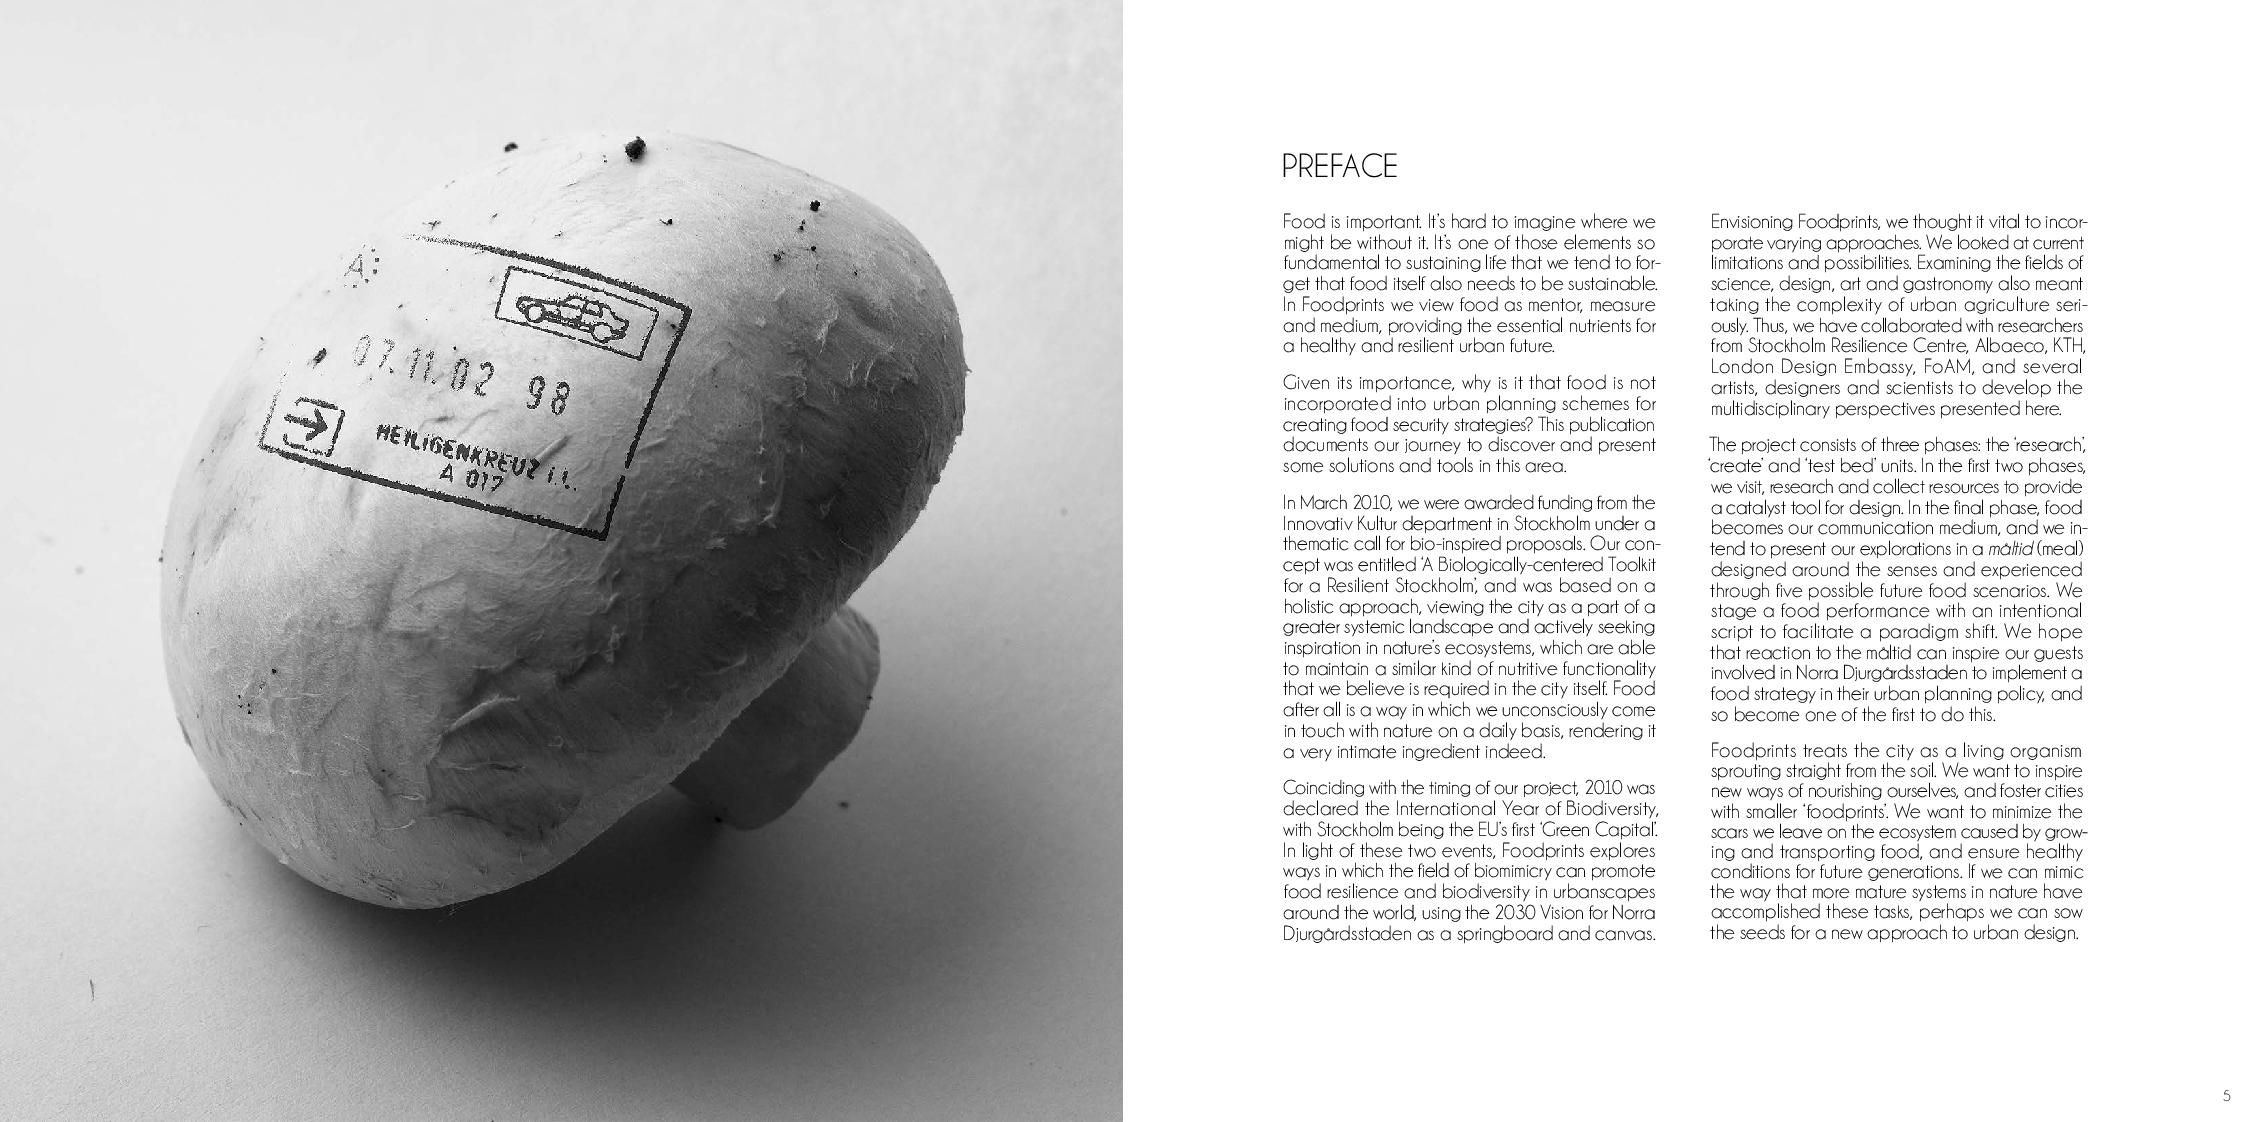 A:
07.11.02 98
HEILIGENKREUZ i.L.
A 017
PREFACE
Food is important. It's hard to imagine where we
might be without it. It's one of those elements so
fundamental to sustaining life that we tend to for-
get that food itself also needs to be sustainable.
In Foodprints we view food as mentor, measure
and medium, providing the essential nutrients for
a healthy and resilient urban future.
Given its importance, why is it that food is not
incorporated into urban planning schemes for
creating food security strategies? This publication
documents our journey to discover and present
some solutions and tools in this area.
In March 2010, we were awarded funding from the
Innovativ Kultur department in Stockholm under a
thematic call for bio-inspired proposals. Our con-
cept was entitled 'A Biologically-centered Toolkit
for a Resilient Stockholm', and was based on a
holistic approach, viewing the city as a part of a
greater systemic landscape and actively seeking
inspiration in nature's ecosystems, which are able
to maintain a similar kind of nutritive functionality
that we believe is required in the city itself. Food
after all is a way in which we unconsciously come
in touch with nature on a daily basis, rendering it
a very intimate ingredient indeed.
Coinciding with the timing of our project, 2010 was
declared the International Year of Biodiversity,
with Stockholm being the EU's first 'Green Capital'.
In light of these two events, Foodprints explores
ways in which the field of biomimicry can promote
food resilience and biodiversity in urbanscapes
around the world, using the 2030 Vision for Norra
Djurgårdsstaden as a springboard and canvas.
Envisioning Foodprints, we thought it vital to incor-
porate varying approaches. We looked at current
limitations and possibilities. Examining the fields of
science, design, art and gastronomy also meant
taking the complexity of urban agriculture seri-
ously. Thus, we have collaborated with researchers
from Stockholm Resilience Centre, Albaeco, KTH,
London Design Embassy, FoAM, and several
artists, designers and scientists to develop the
multidisciplinary perspectives presented here.
The project consists of three phases: the 'research',
'create' and 'test bed' units. In the first two phases,
we visit, research and collect resources to provide
a catalyst tool for design. In the final phase, food
becomes our communication medium, and we in-
tend to present our explorations in a måltid (meal)
designed around the senses and experienced
through five possible future food scenarios. We
stage a food performance with an intentional
script to facilitate a paradigm shift. We hope
that reaction to the måltid can inspire our guests
involved in Norra Djurgårdsstaden to implement a
food strategy in their urban planning policy, and
so become one of the first to do this.
Foodprints treats the city as a living organism
sprouting straight from the soil. We want to inspire
new ways of nourishing ourselves, and foster cities
with smaller 'foodprints'. We want to minimize the
scars we leave on the ecosystem caused by grow-
ing and transporting food, and ensure healthy
conditions for future generations. If we can mimic
the way that more mature systems in nature have
accomplished these tasks, perhaps we can sow
the seeds for a new approach to urban design.
5